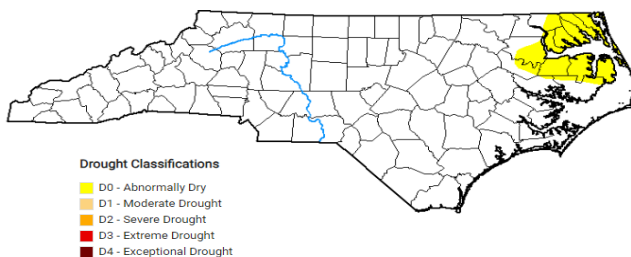 Drought Classifications
D0 - Abnormally Dry
D1 - Moderate Drought
D2 - Severe Drought
D3 - Extreme Drought
D4 - Exceptional Drought